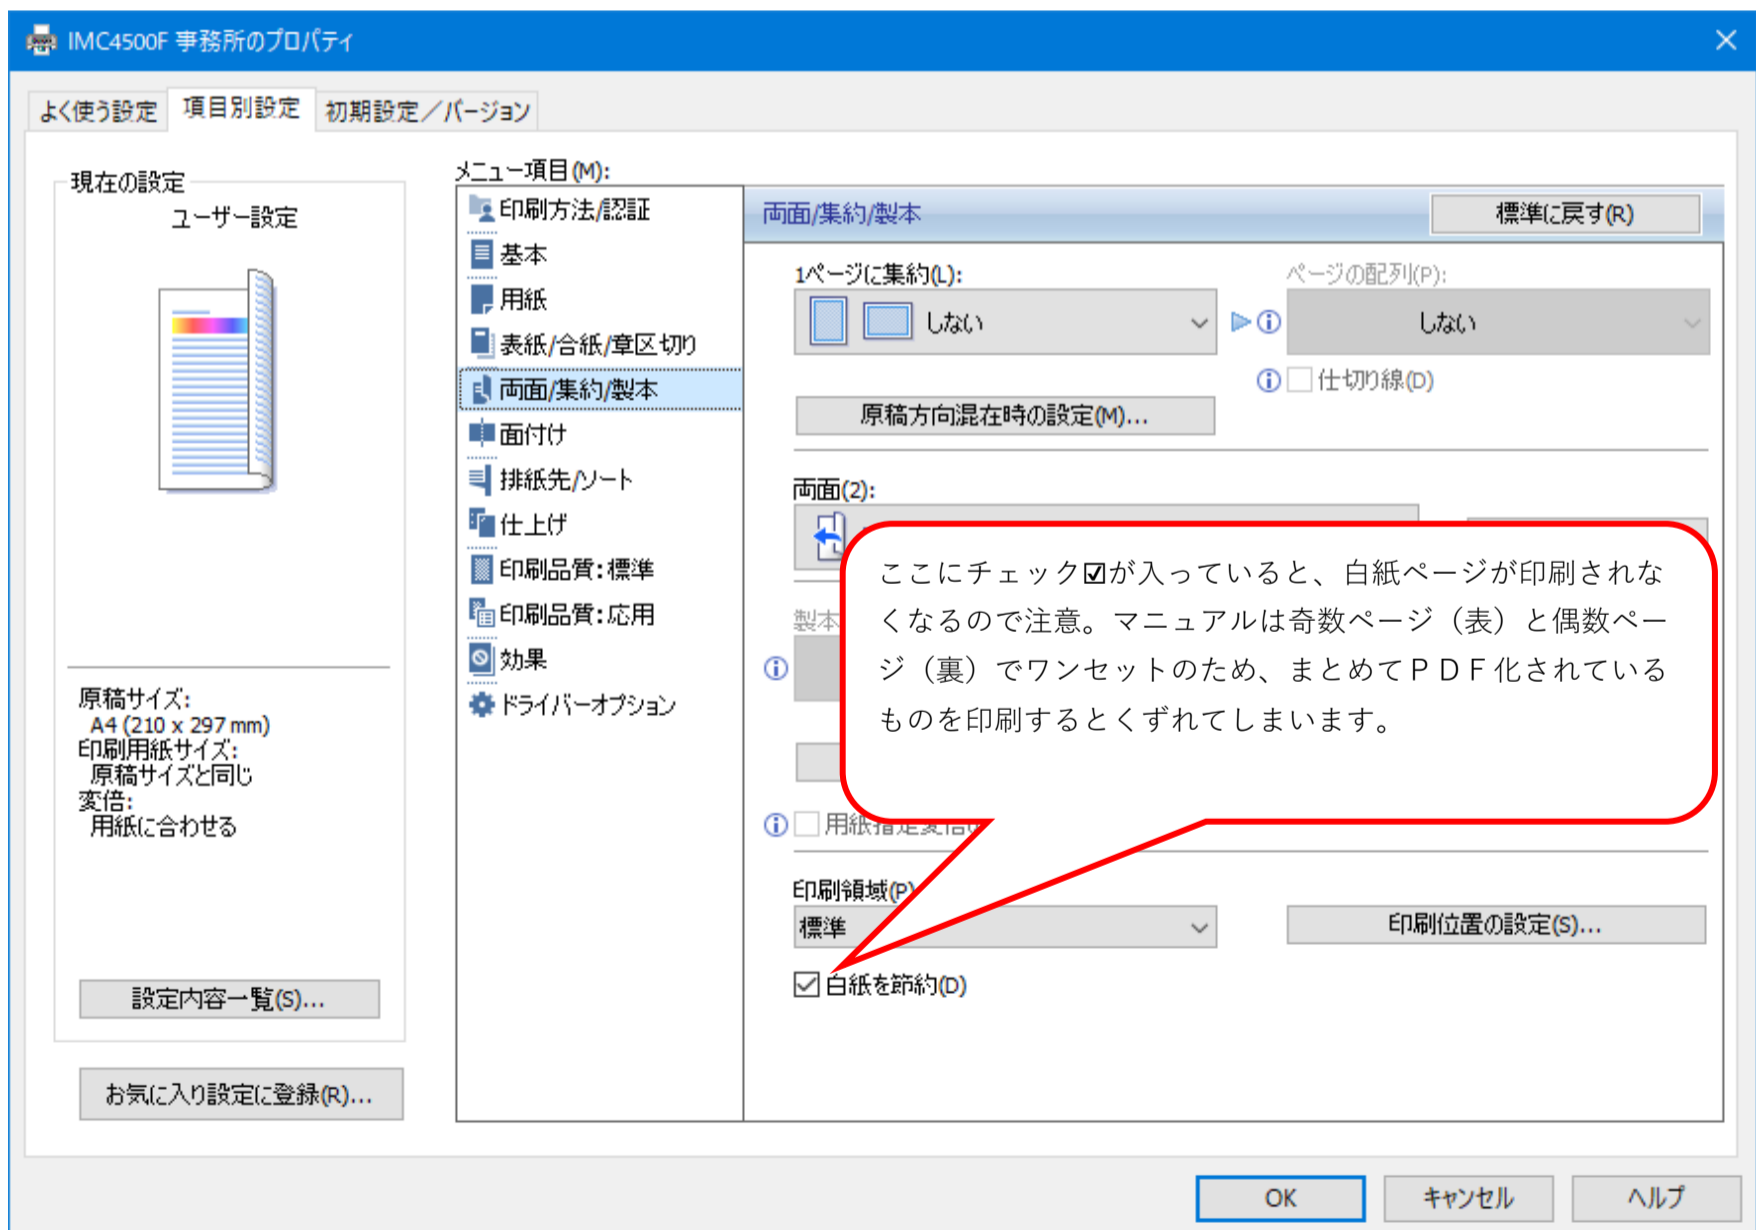 IMC4500F 事務所のプロパティ
よく使う設定
項目別設定
初期設定／バージョン
現在の設定
ユーザー設定
原稿サイズ:
A4 (210 x 297 mm)
印刷用紙サイズ:
原稿サイズと同じ
変倍:
用紙に合わせる
設定内容一覧(S)...
お気に入り設定に登録(R)...
メニュー項目(M):
印刷方法/認証
基本
用紙
表紙/合紙/章区切り
両面/集約/製本
面付け
排紙先/ソート
仕上げ
印刷品質:標準
印刷品質:応用
効果
ドライバーオプション
両面/集約/製本
標準に戻す(R)
1ページに集約(L):
しない
ページの配列(P):
しない
仕切り線(D)
原稿方向混在時の設定(M)...
両面(2):
ここにチェック☑が入っていると、白紙ページが印刷されな
くなるので注意。マニュアルは奇数ページ（表）と偶数ペー
ジ（裏）でワンセットのため、まとめてＰＤＦ化されている
ものを印刷するとくずれてしまいます。
製本
用紙指定変倍
印刷領域(P)
標準
印刷位置の設定(S)...
白紙を節約(D)
OK
キャンセル
ヘルプ